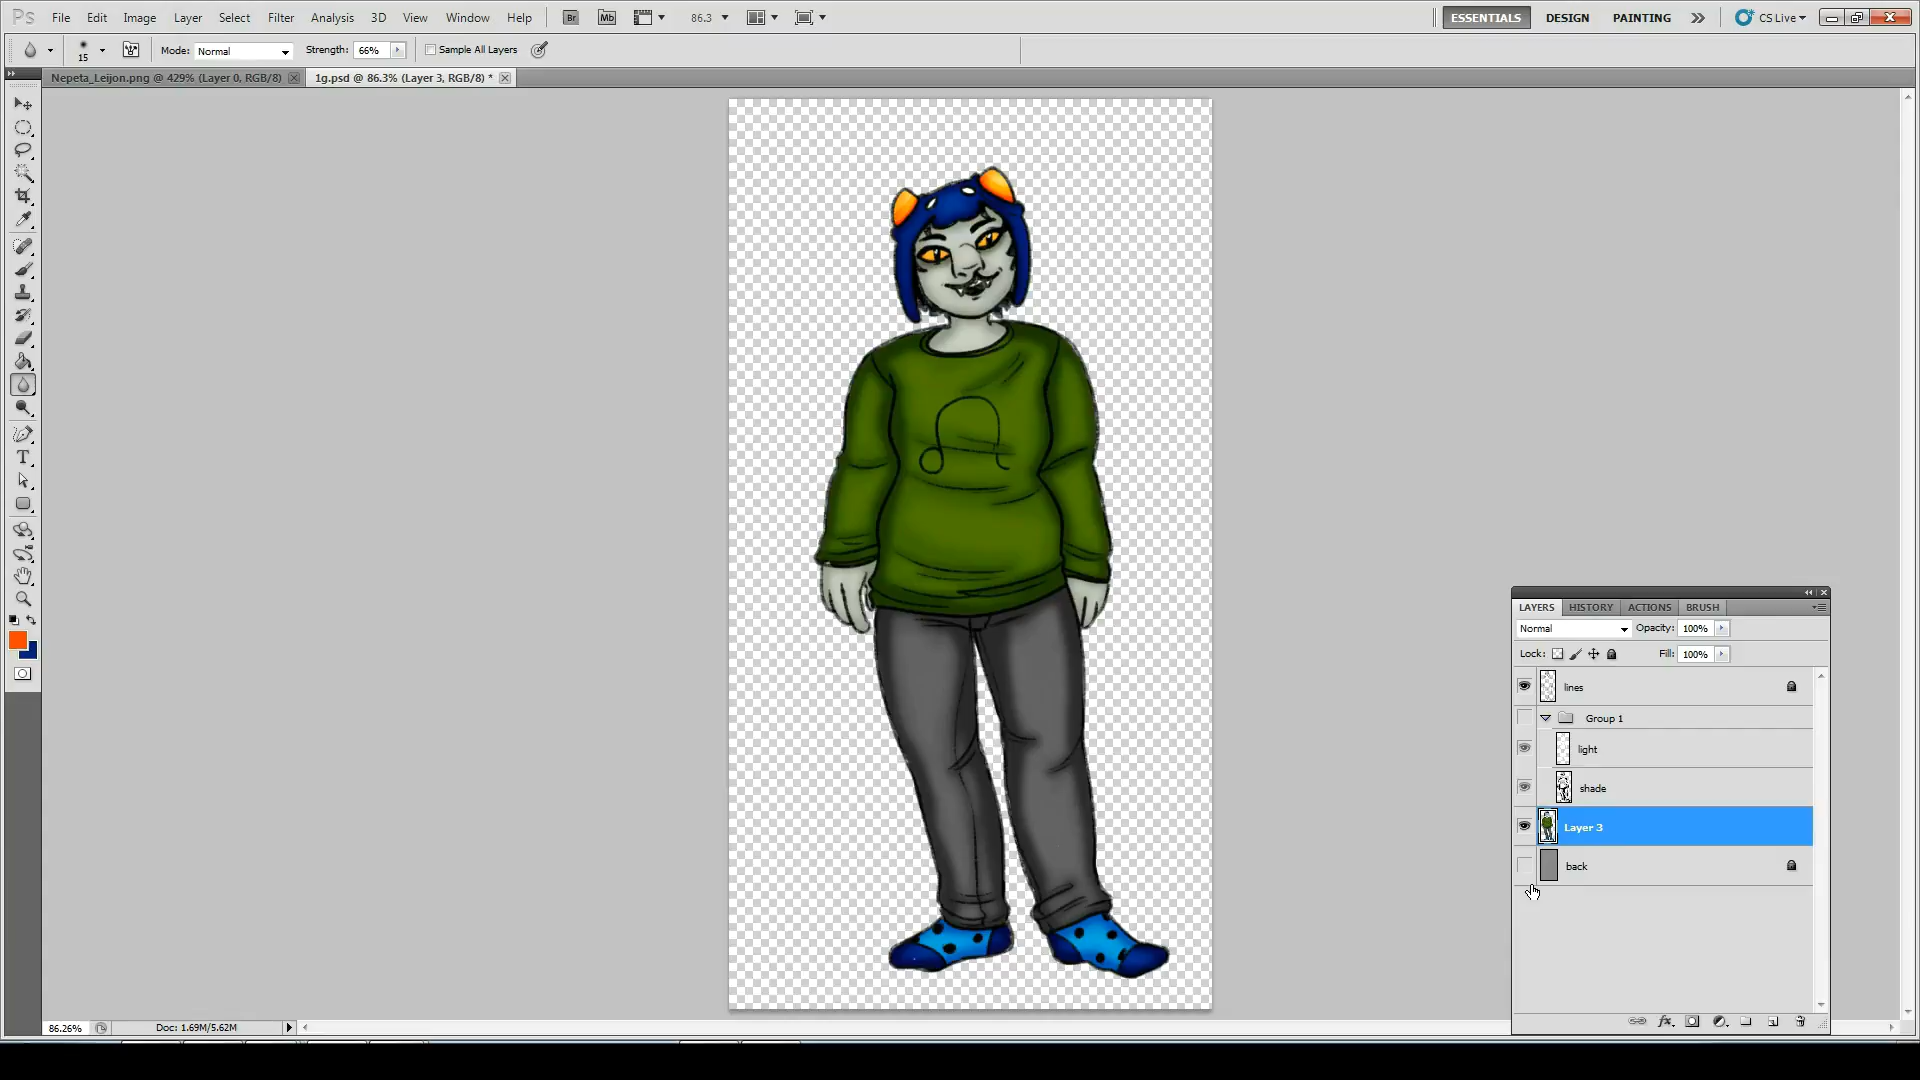 Ps File Edit Image Layer Select Filter Analysis 3D View Window Help Br Mb 86.3 ESSENTIALS DESIGN PAINTING CS Live
15 Mode: Normal Strength: 66% Sample All Layers
Nepeta_Leijon.png @ 429% (Layer 0, RGB/8) 1g.psd @ 86.3% (Layer 3, RGB/8) *
LAYERS HISTORY ACTIONS BRUSH
Normal Opacity: 100%
Lock: Fill: 100%
lines
Group 1
light
shade
Layer 3
back
86.26% Doc: 1.69M/5.62M